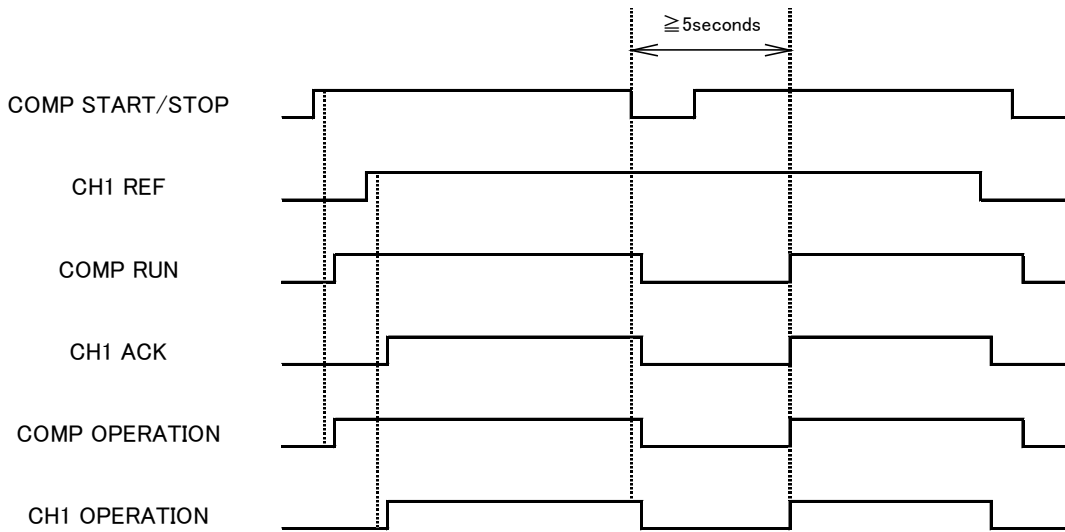 ≧5seconds
COMP START/STOP
CH1 REF
COMP RUN
CH1 ACK
COMP OPERATION
CH1 OPERATION